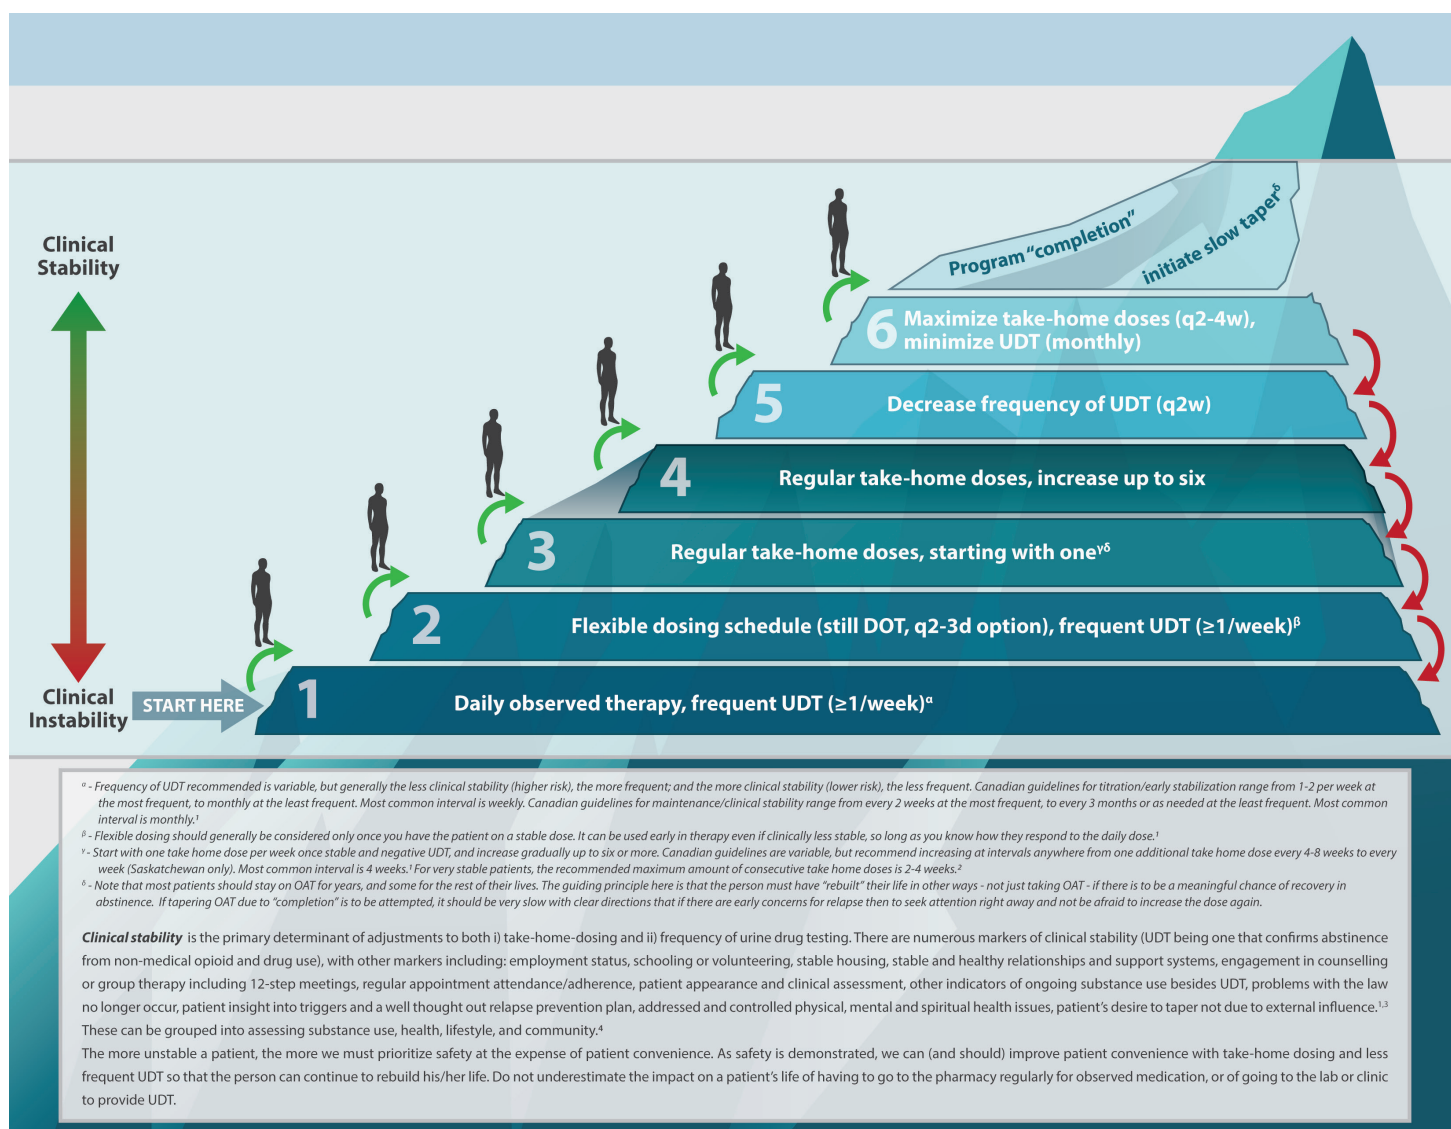 Program “completion”
initiate slow taperᵟ
Clinical
Stability
6 Maximize take-home doses (q2-4w),
minimize UDT (monthly)
5 Decrease frequency of UDT (q2w)
4 Regular take-home doses, increase up to six
3 Regular take-home doses, starting with oneᵞᵟ
2 Flexible dosing schedule (still DOT, q2-3d option), frequent UDT (≥1/week)ᵝ
Clinical
Instability
START HERE
1 Daily observed therapy, frequent UDT (≥1/week)ᵅ
ᵅ - Frequency of UDT recommended is variable, but generally the less clinical stability (higher risk), the more frequent; and the more clinical stability (lower risk), the less frequent. Canadian guidelines for titration/early stabilization range from 1-2 per week at
the most frequent, to monthly at the least frequent. Most common interval is weekly. Canadian guidelines for maintenance/clinical stability range from every 2 weeks at the most frequent, to every 3 months or as needed at the least frequent. Most common
interval is monthly.¹
ᵝ - Flexible dosing should generally be considered only once you have the patient on a stable dose. It can be used early in therapy even if clinically less stable, so long as you know how they respond to the daily dose.¹
ᵞ - Start with one take home dose per week once stable and negative UDT, and increase gradually up to six or more. Canadian guidelines are variable, but recommend increasing at intervals anywhere from one additional take home dose every 4-8 weeks to every
week (Saskatchewan only). Most common interval is 4 weeks.¹ For very stable patients, the recommended maximum amount of consecutive take home doses is 2-4 weeks.²
ᵟ - Note that most patients should stay on OAT for years, and some for the rest of their lives. The guiding principle here is that the person must have “rebuilt” their life in other ways - not just taking OAT - if there is to be a meaningful chance of recovery in
abstinence. If tapering OAT due to “completion” is to be attempted, it should be very slow with clear directions that if there are early concerns for relapse then to seek attention right away and not be afraid to increase the dose again.
Clinical stability is the primary determinant of adjustments to both i) take-home-dosing and ii) frequency of urine drug testing. There are numerous markers of clinical stability (UDT being one that confirms abstinence
from non-medical opioid and drug use), with other markers including: employment status, schooling or volunteering, stable housing, stable and healthy relationships and support systems, engagement in counselling
or group therapy including 12-step meetings, regular appointment attendance/adherence, patient appearance and clinical assessment, other indicators of ongoing substance use besides UDT, problems with the law
no longer occur, patient insight into triggers and a well thought out relapse prevention plan, addressed and controlled physical, mental and spiritual health issues, patient’s desire to taper not due to external influence.¹,³
These can be grouped into assessing substance use, health, lifestyle, and community.⁴
The more unstable a patient, the more we must prioritize safety at the expense of patient convenience. As safety is demonstrated, we can (and should) improve patient convenience with take-home dosing and less
frequent UDT so that the person can continue to rebuild his/her life. Do not underestimate the impact on a patient’s life of having to go to the pharmacy regularly for observed medication, or of going to the lab or clinic
to provide UDT.